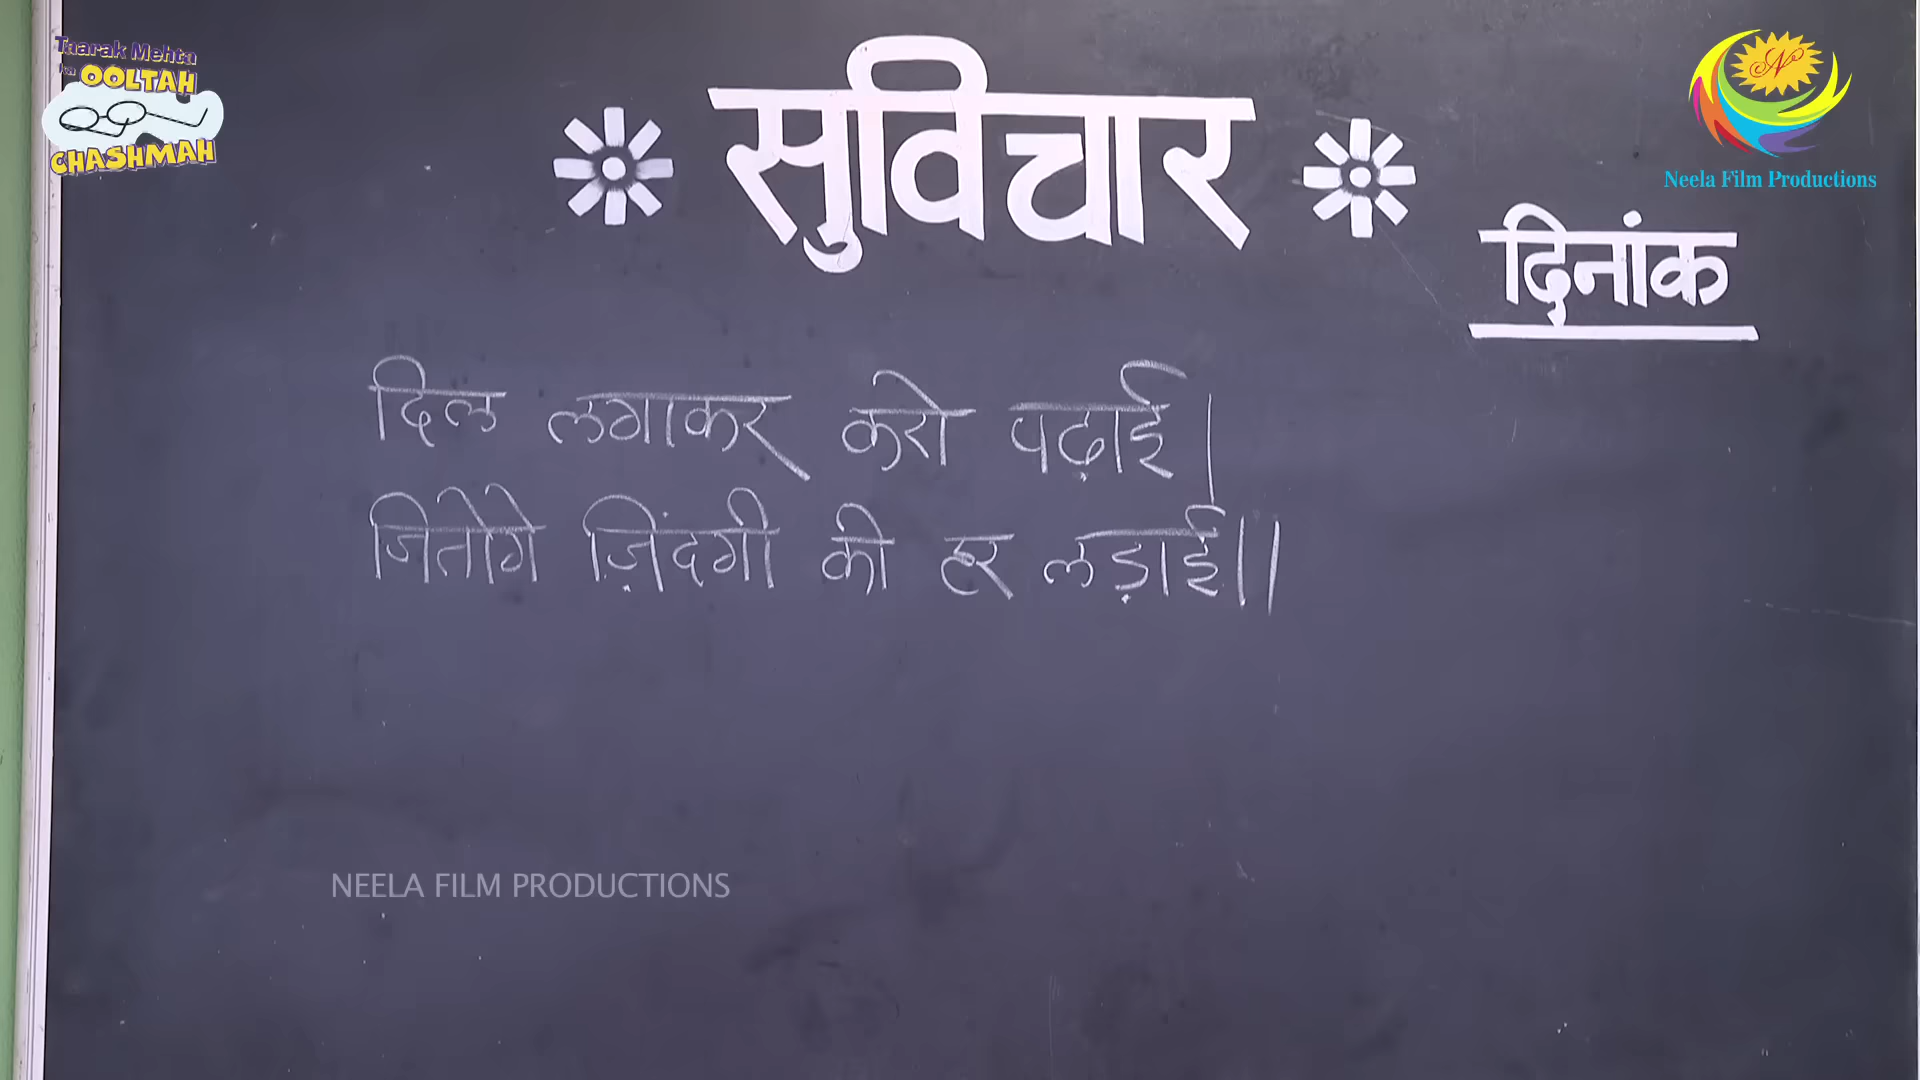 Taarak Mehta
ka OOLTAH
CHASHMAH
Neela Film Productions
सुविचार
दिनांक
दिल लगाकर करो पढ़ाई।
जितोगे ज़िंदगी की हर लड़ाई।।
NEELA FILM PRODUCTIONS